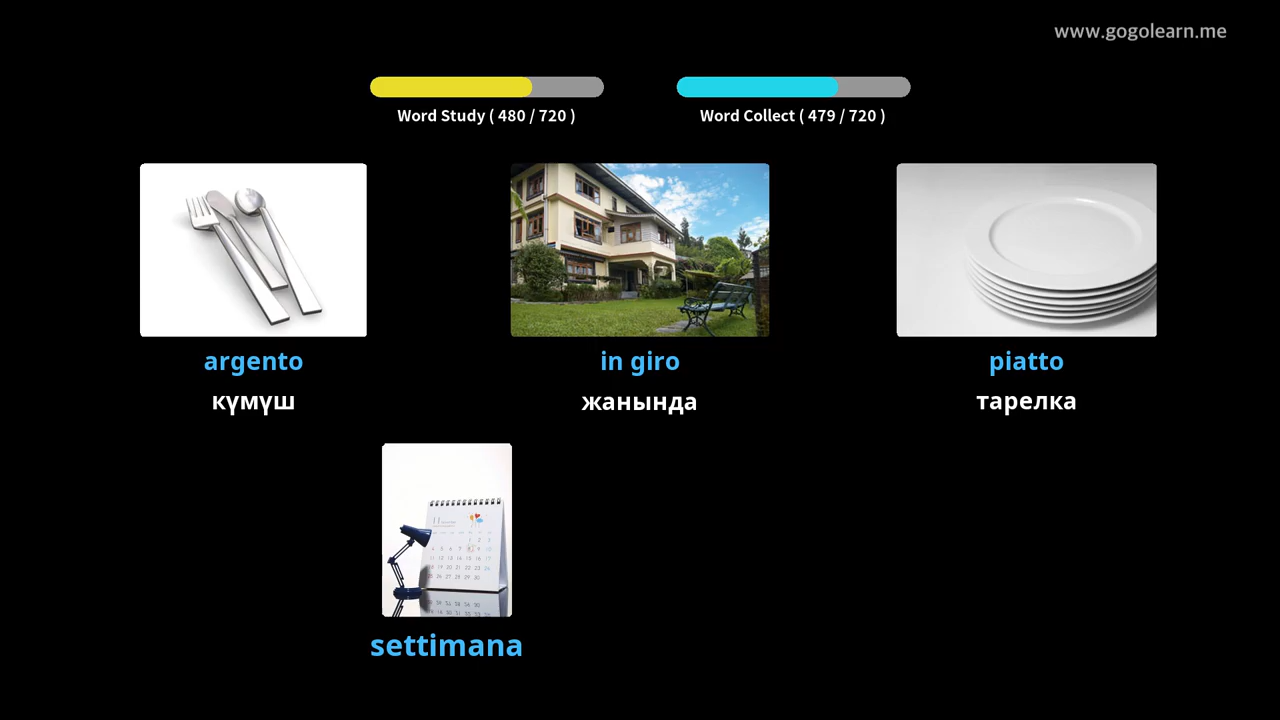 www.gogolearn.me
Word Study ( 480 / 720 )
Word Collect ( 479 / 720 )
argento
in giro
piatto
күмүш
жанында
тарелка
settimana